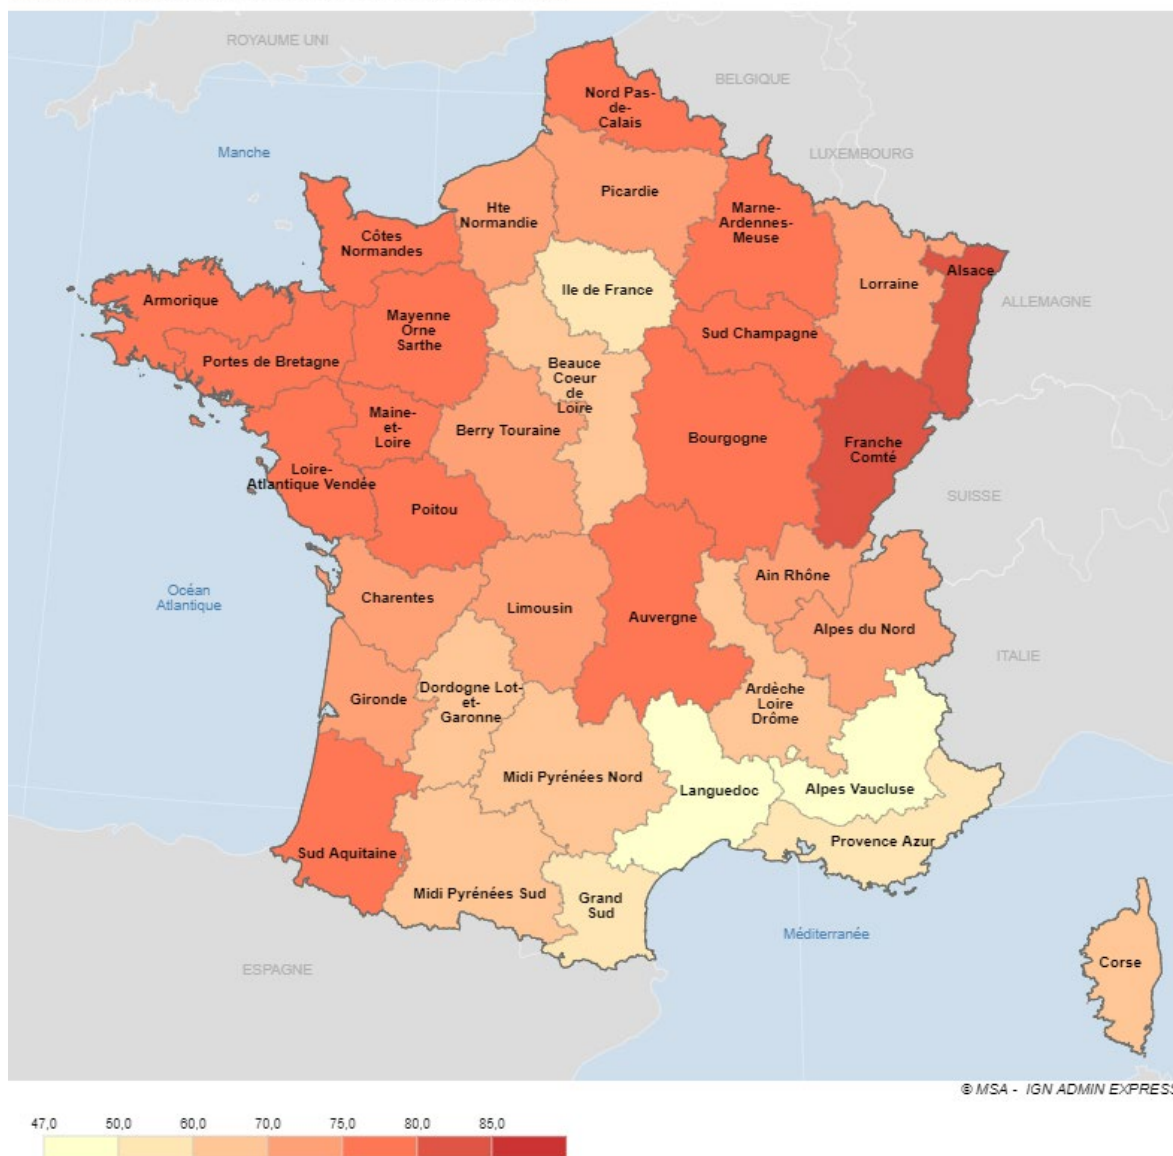 ROYAUME UNI
BELGIQUE
Nord Pas-
de-
Calais
Manche
LUXEMBOURG
Picardie
Hte
Normandie
Marne-
Ardennes-
Meuse
Côtes
Normandes
Alsace
Lorraine
Ile de France
Armorique
ALLEMAGNE
Mayenne
Orne
Sarthe
Sud Champagne
Portes de Bretagne
Beauce
Coeur
de
Loire
Maine-
et-
Loire
Berry Touraine
Bourgogne
Franche
Comté
Loire-
Atlantique Vendée
SUISSE
Poitou
Ain Rhône
Océan
Atlantique
Charentes
Limousin
Auvergne
Alpes du Nord
ITALIE
Dordogne Lot-
et-
Garonne
Ardèche
Loire
Drôme
Gironde
Midi Pyrénées Nord
Languedoc
Alpes Vaucluse
Provence Azur
Sud Aquitaine
Midi Pyrénées Sud
Grand
Sud
Méditerranée
Corse
ESPAGNE
© MSA - IGN ADMIN EXPRESS
47,0 50,0 60,0 70,0 75,0 80,0 85,0